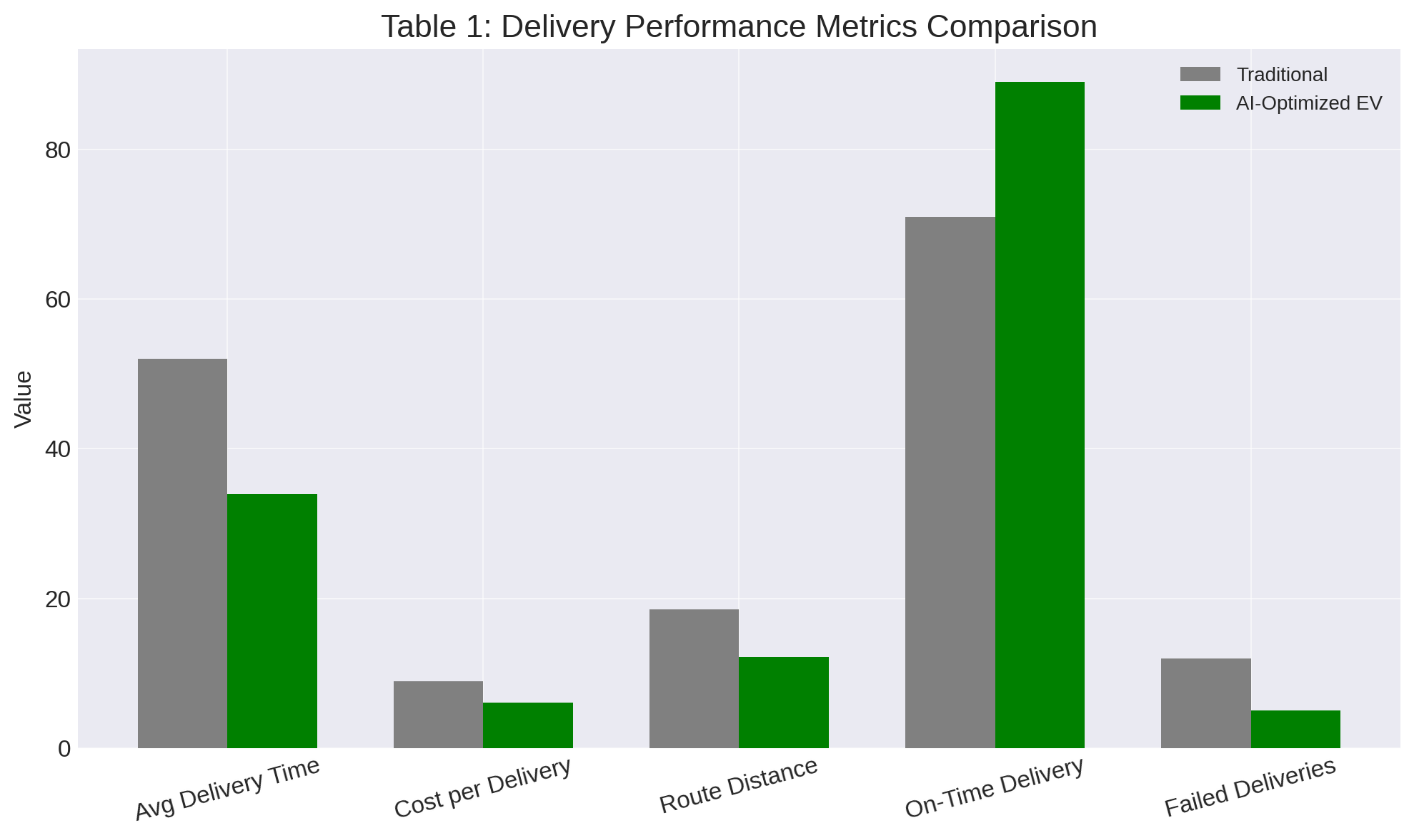 Table 1: Delivery Performance Metrics Comparison
Traditional
AI-Optimized EV
80
60
40
20
0
Value
Avg Delivery Time
Cost per Delivery
Route Distance
On-Time Delivery
Failed Deliveries